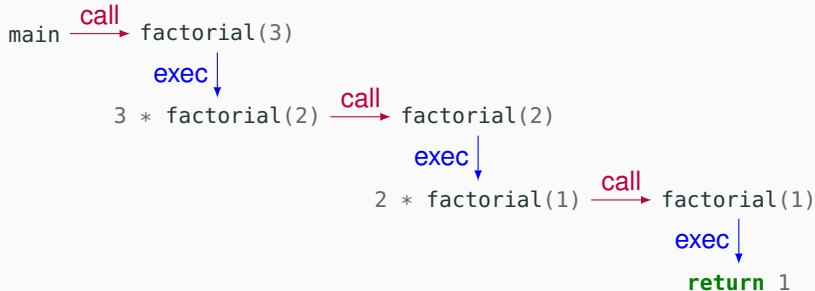 call
main factorial(3)
exec
3 * factorial(2) call factorial(2)
exec
2 * factorial(1) call factorial(1)
exec
return 1